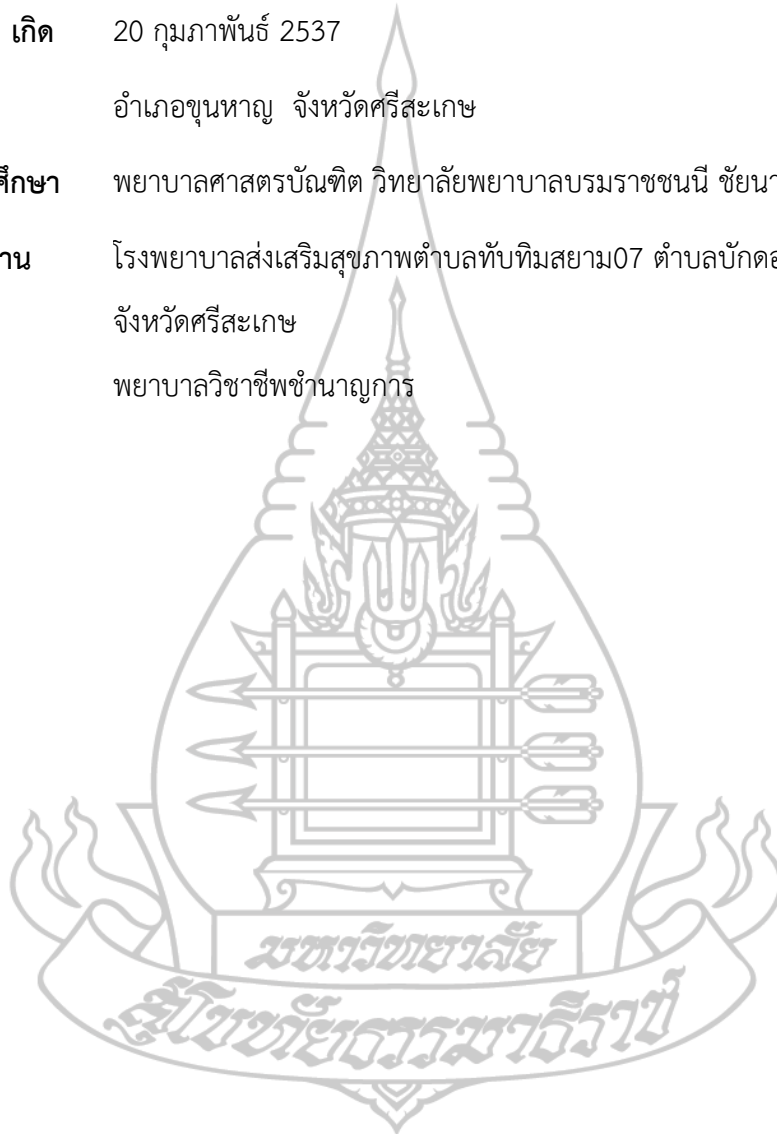 เกิด 20 กุมภาพันธ์ 2537
อำเภอขุนหาญ จังหวัดศรีสะเกษ
ศึกษา พยาบาลศาสตรบัณฑิต วิทยาลัยพยาบาลบรมราชชนนี ชัยนา
าน โรงพยาบาลส่งเสริมสุขภาพตำบลทับทิมสยาม07 ตำบลบักดอ
จังหวัดศรีสะเกษ
พยาบาลวิชาชีพชำนาญการ
มหาวิทยาลัย
สุโขทัยธรรมาธิราช